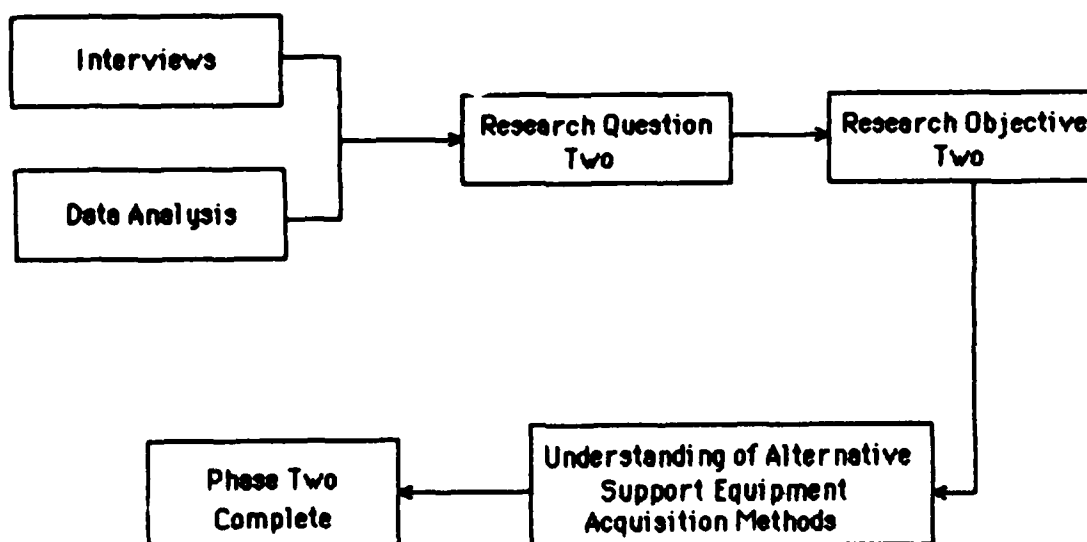 Interviews
Data Analysis
Research Question
Two
Research Objective
Two
Understanding of Alternative
Support Equipment
Acquisition Methods
Phase Two
Complete